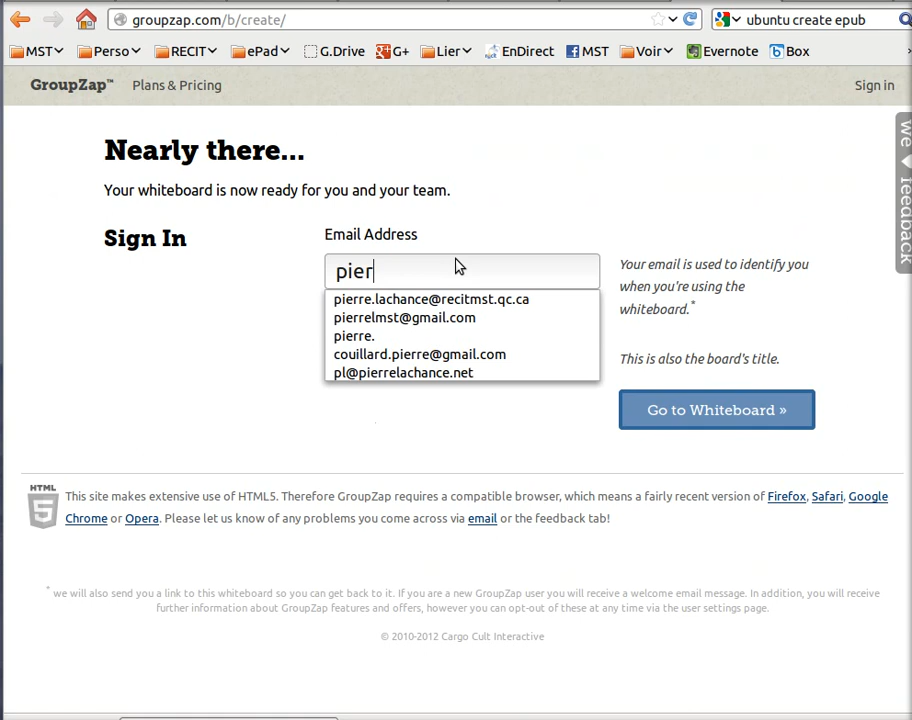 groupzap.com/b/create/
ubuntu create epub
MST
Perso
RECIT
ePad
G.Drive
G+
Lier
EnDirect
MST
Voir
Evernote
Box
GroupZap™
Plans & Pricing
Sign in
we
feedback
Nearly there...
Your whiteboard is now ready for you and your team.
Sign In
Email Address
pier
pierre.lachance@recitmst.qc.ca
pierrelmst@gmail.com
pierre.
couillard.pierre@gmail.com
pl@pierrelachance.net
Your email is used to identify you
when you're using the
whiteboard.*
This is also the board's title.
Go to Whiteboard »
HTML
5
This site makes extensive use of HTML5. Therefore GroupZap requires a compatible browser, which means a fairly recent version of Firefox, Safari, Google
Chrome or Opera. Please let us know of any problems you come across via email or the feedback tab!
* we will also send you a link to this whiteboard so you can get back to it. If you are a new GroupZap user you will receive a welcome email message. In addition, you will receive
further information about GroupZap features and offers, however you can opt-out of these at any time via the user settings page.
© 2010-2012 Cargo Cult Interactive